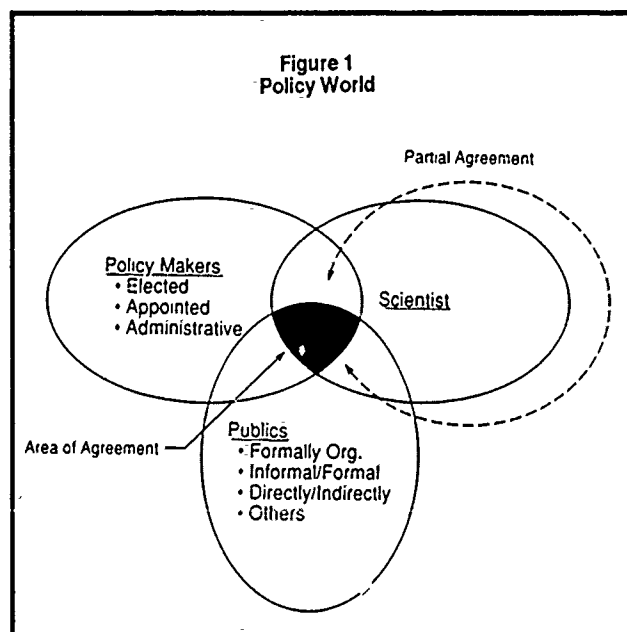 Figure 1
Policy World
Partial Agreement
Policy Makers
• Elected
• Appointed
• Administrative
Scientist
Area of Agreement
Publics
• Formally Org.
• Informal/Formal
• Directly/Indirectly
• Others